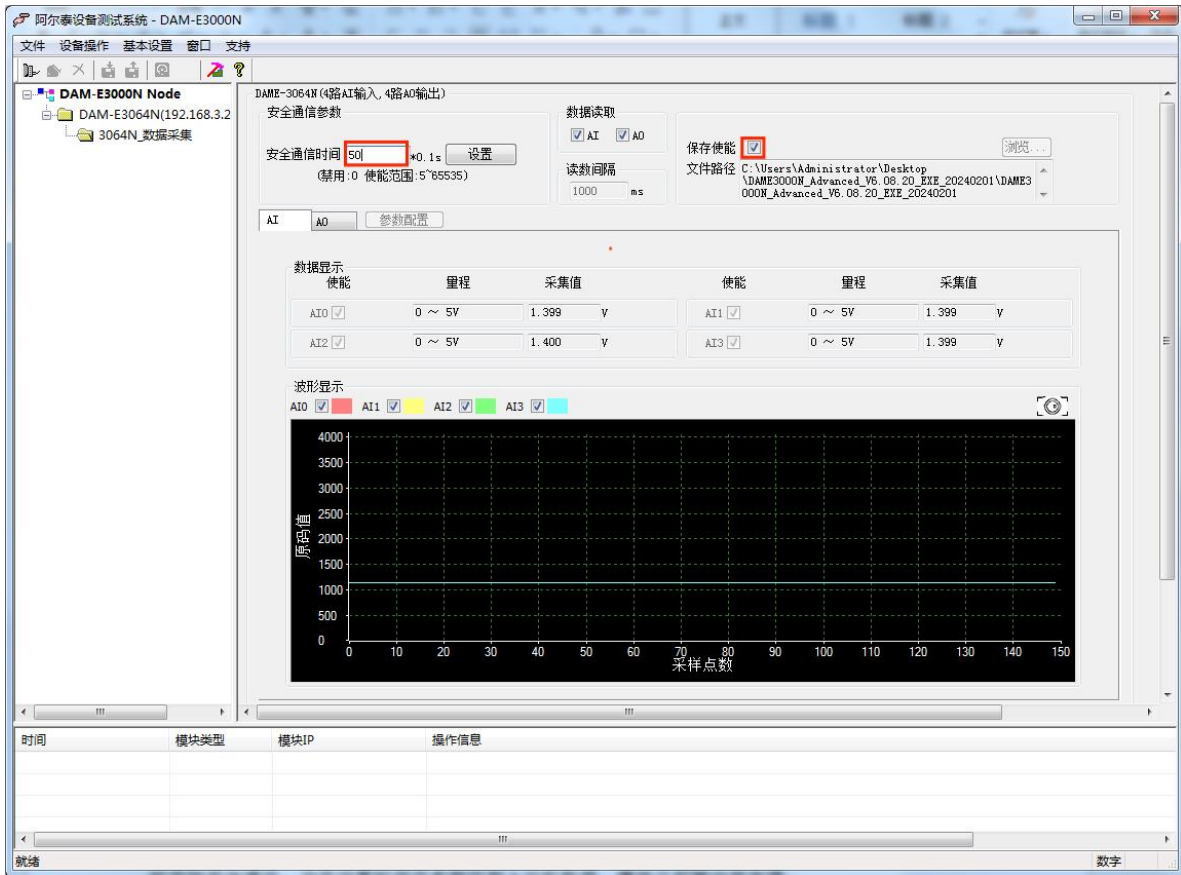 阿尔泰设备测试系统 - DAM-E3000N
文件 设备操作 基本设置 窗口 支持
DAM-E3000N Node
DAM-E3064N(192.168.3.2
3064N_数据采集
DAME-3064N(4路AI输入,4路AO输出)
安全通信参数
安全通信时间 50 *0.1s 设置
(禁用:0 使能范围:5~65535)
数据读取
AI AO
读数间隔
1000 ms
保存使能 浏览...
文件路径 C:\Users\Administrator\Desktop
\DAME3000N_Advanced_V6.08.20_EXE_20240201\DAME3
000N_Advanced_V6.08.20_EXE_20240201
AI AO 参数配置
数据显示
使能 量程 采集值 使能 量程 采集值
AI0 0 ~ 5V 1.399 V AI1 0 ~ 5V 1.399 V
AI2 0 ~ 5V 1.400 V AI3 0 ~ 5V 1.399 V
波形显示
AI0 AI1 AI2 AI3
4000
3500
3000
2500
2000
1500
1000
500
0
原码值
0 10 20 30 40 50 60 70 80 90 100 110 120 130 140 150
采样点数
时间 模块类型 模块IP 操作信息
就绪 数字